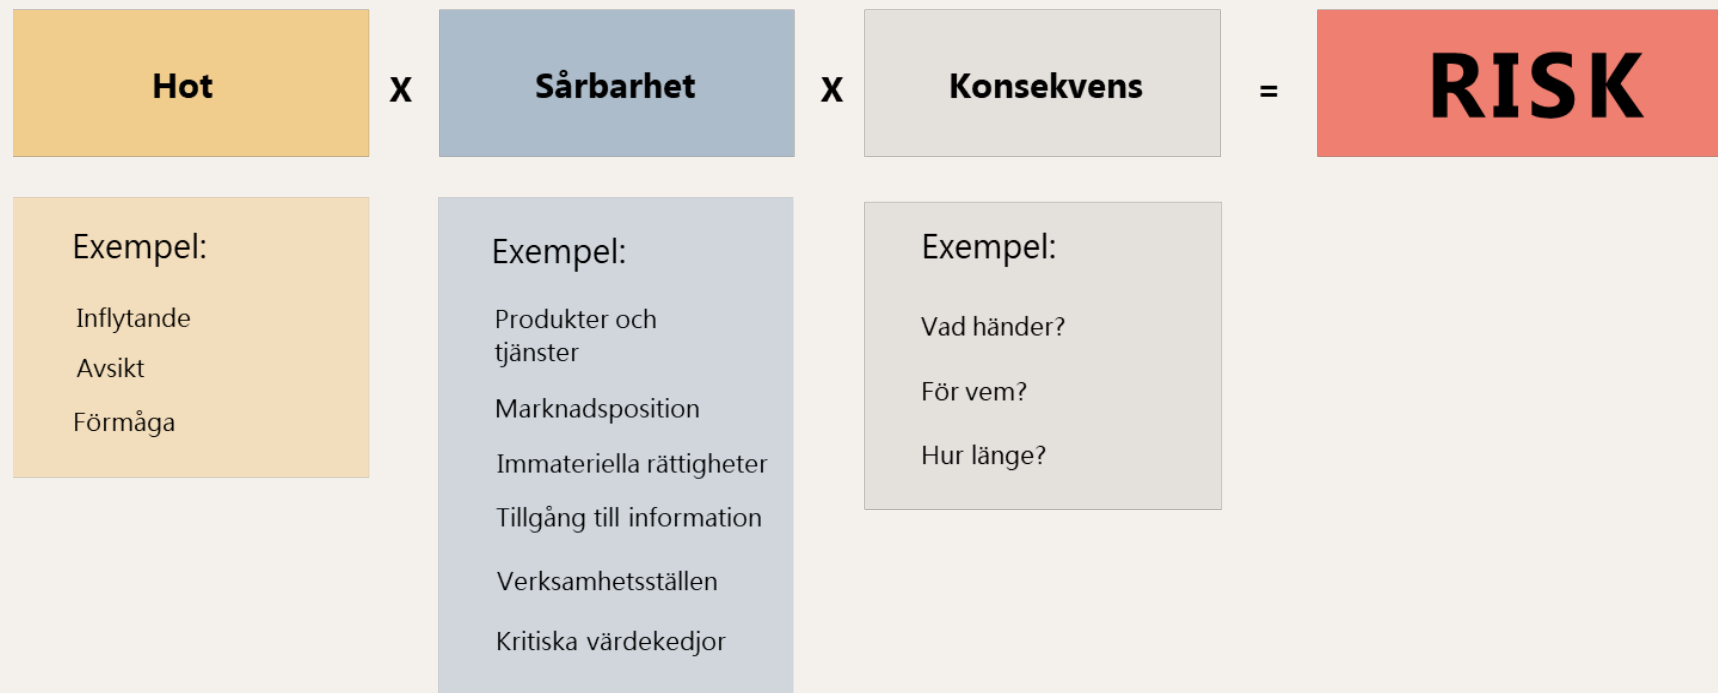 Hot
X
Sårbarhet
X
Konsekvens
=
RISK
Exempel:
Inflytande
Avsikt
Förmåga
Exempel:
Produkter och
tjänster
Marknadsposition
Immateriella rättigheter
Tillgång till information
Verksamhetsställen
Kritiska värdekedjor
Exempel:
Vad händer?
För vem?
Hur länge?